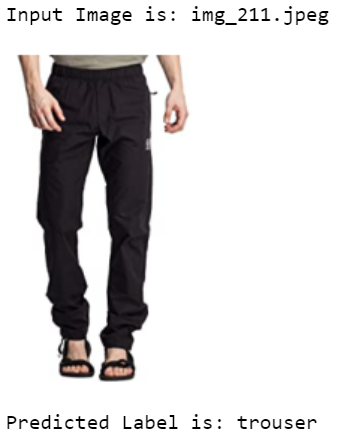 Input Image is: img_211.jpeg
Predicted Label is: trouser